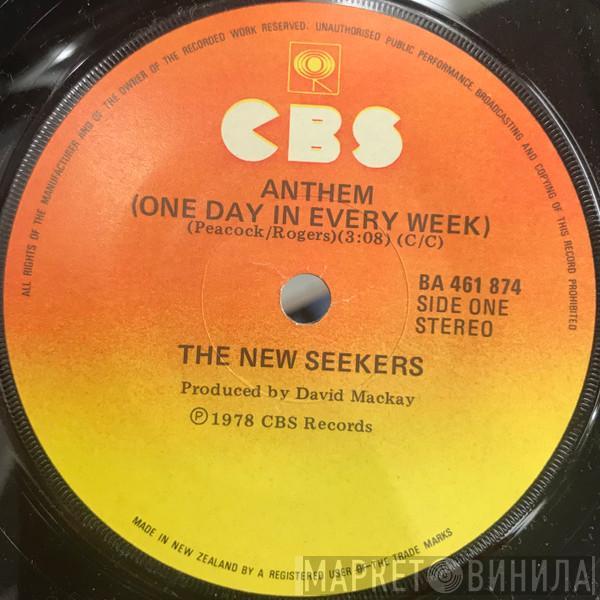 ALL RIGHTS OF THE MANUFACTURER AND OF THE OWNER OF THE RECORDED WORK RESERVED. UNAUTHORISED PUBLIC PERFORMANCE BROADCASTING AND COPYING OF THIS RECORD PROHIBITED
CBS
ANTHEM
(ONE DAY IN EVERY WEEK)
(Peacock/Rogers)(3:08) (C/C)
BA 461 874
SIDE ONE
STEREO
THE NEW SEEKERS
Produced by David Mackay
Ⓟ1978 CBS Records
MADE IN NEW ZEALAND BY A REGISTERED USER OF THE TRADE MARKS
МАРКЕТ ВИНИЛА